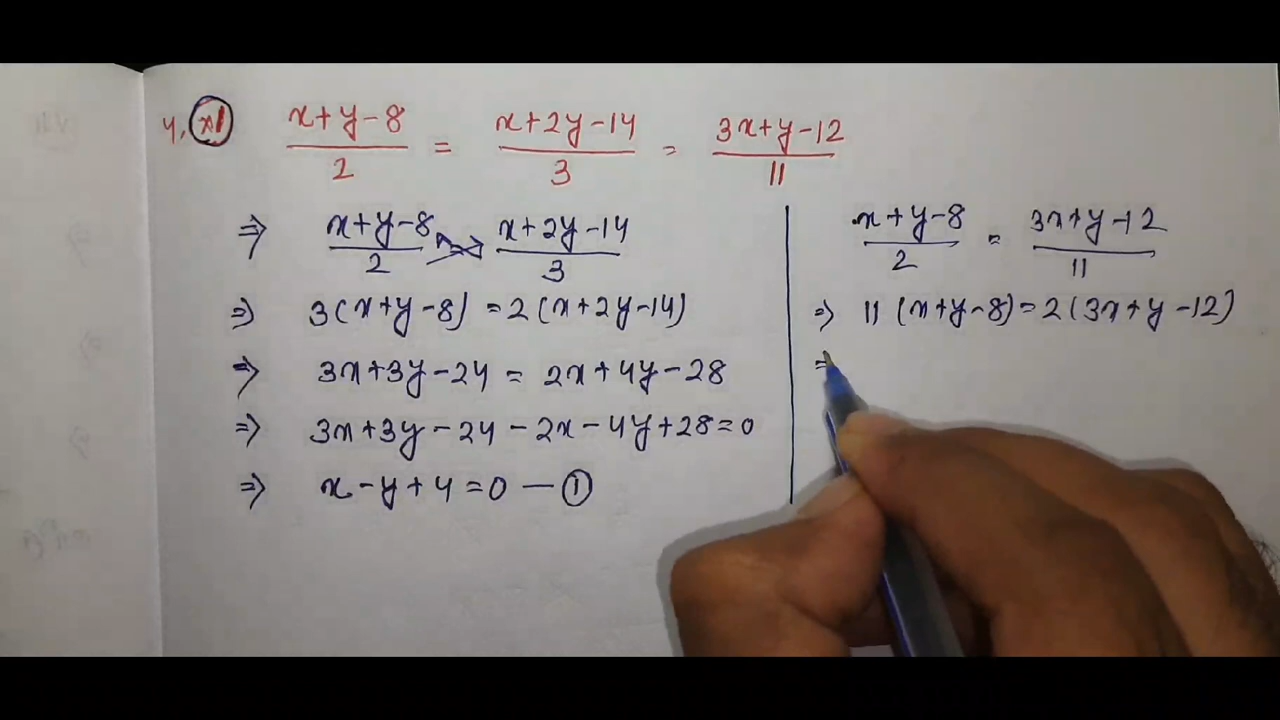 4, xi x+y-8/2 = x+2y-14/3 = 3x+y-12/11
⇒ x+y-8/2 x+2y-14/3
⇒ 3(x+y-8) = 2(x+2y-14)
⇒ 3x+3y-24 = 2x+4y-28
⇒ 3x+3y-24-2x-4y+28=0
⇒ x-y+4=0 — ①
x+y-8/2 = 3x+y-12/11
⇒ 11(x+y-8)=2(3x+y-12)
⇒